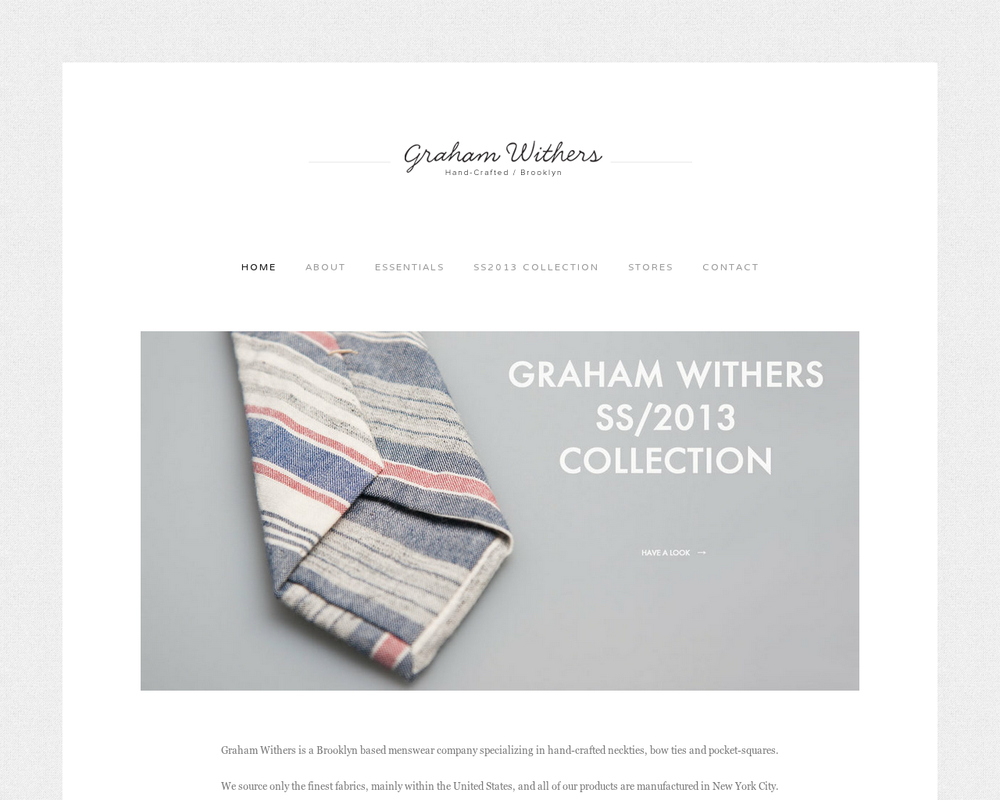 Graham Withers
Hand-Crafted / Brooklyn
HOME ABOUT ESSENTIALS SS2013 COLLECTION STORES CONTACT
GRAHAM WITHERS
SS/2013
COLLECTION
HAVE A LOOK →
Graham Withers is a Brooklyn based menswear company specializing in hand-crafted neckties, bow ties and pocket-squares.
We source only the finest fabrics, mainly within the United States, and all of our products are manufactured in New York City.